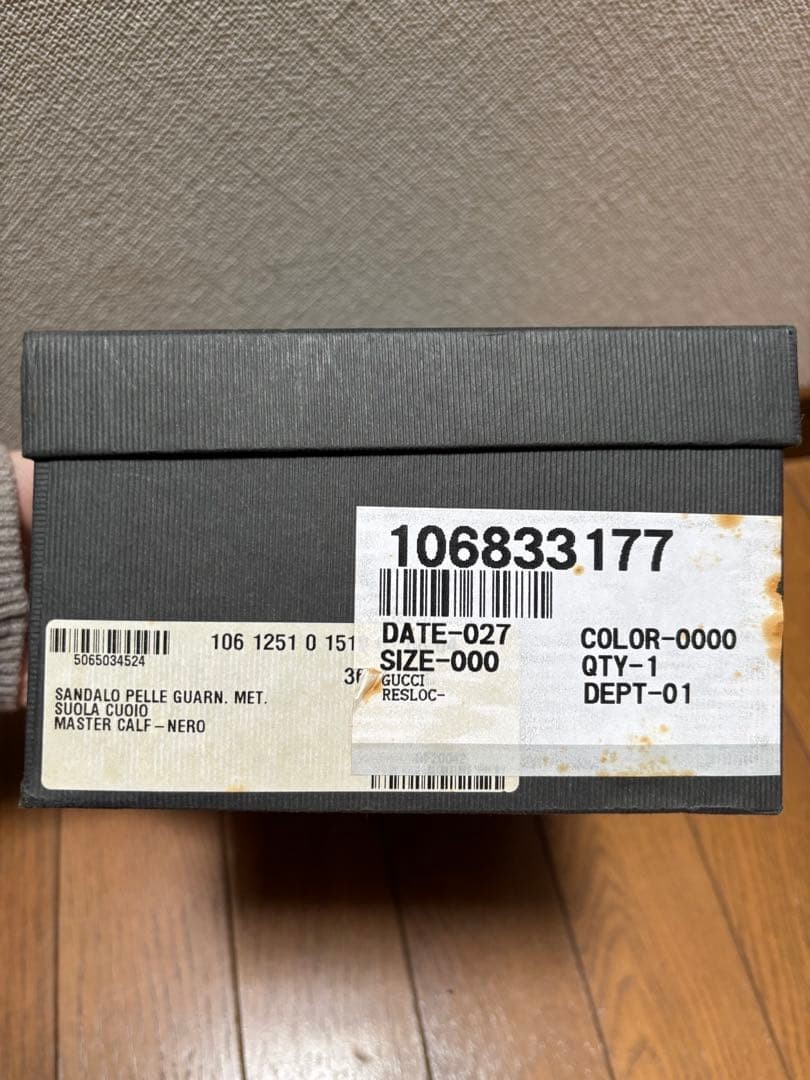 106833177
DATE-027
COLOR-0000
SIZE-000
QTY-1
GUCCI
DEPT-01
RESLOC-
106 1251 0 151
5065034524
SANDALO PELLE GUARN. MET.
SUOLA CUOIO
MASTER CALF-NERO